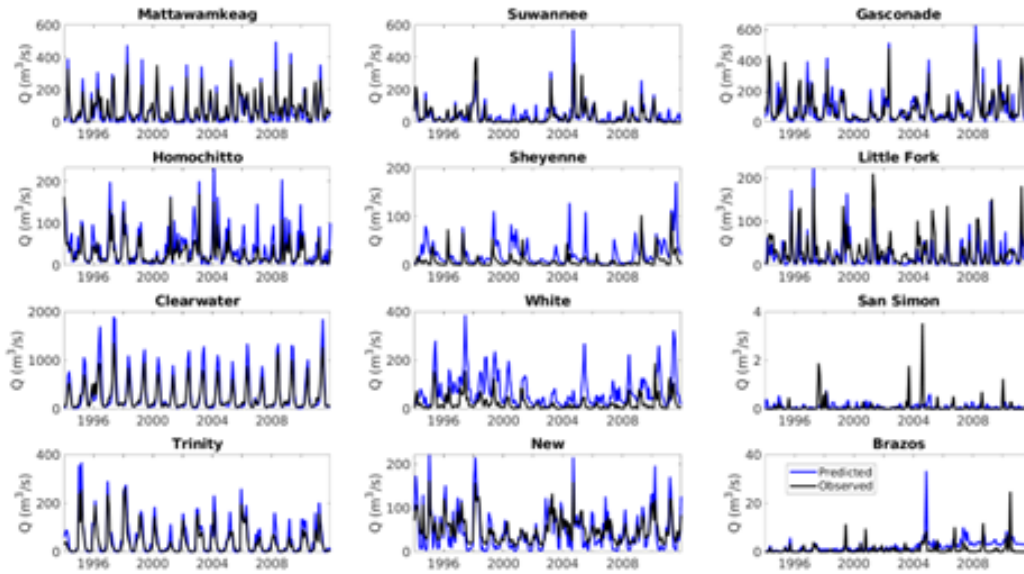 Mattawamkeag Suwannee Gasconade
Q (m³/s) 600 400 200 0 Q (m³/s) 600 400 200 0 Q (m³/s) 600 400 200 0
1996 2000 2004 2008 1996 2000 2004 2008 1996 2000 2004 2008
Homochitto Sheyenne Little Fork
Q (m³/s) 200 150 100 50 0 Q (m³/s) 200 100 0 Q (m³/s) 200 100 0
1996 2000 2004 2008 1996 2000 2004 2008 1996 2000 2004 2008
Clearwater White San Simon
Q (m³/s) 2000 1000 0 Q (m³/s) 400 200 0 Q (m³/s) 4 2 0
1996 2000 2004 2008 1996 2000 2004 2008 1996 2000 2004 2008
Trinity New Brazos
Q (m³/s) 400 200 0 Q (m³/s) 200 100 0 Q (m³/s) 40 20 0
Predicted
Observed
1996 2000 2004 2008 1996 2000 2004 2008 1996 2000 2004 2008